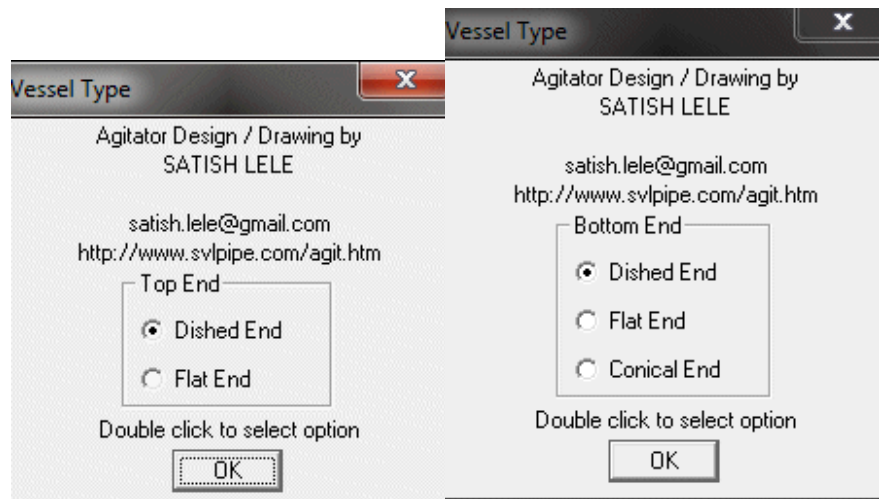 Vessel Type
Agitator Design / Drawing by
SATISH LELE
satish.lele@gmail.com
http://www.svlpipe.com/agit.htm
Top End
Dished End
Flat End
Double click to select option
OK
Vessel Type
Agitator Design / Drawing by
SATISH LELE
satish.lele@gmail.com
http://www.svlpipe.com/agit.htm
Bottom End
Dished End
Flat End
Conical End
Double click to select option
OK